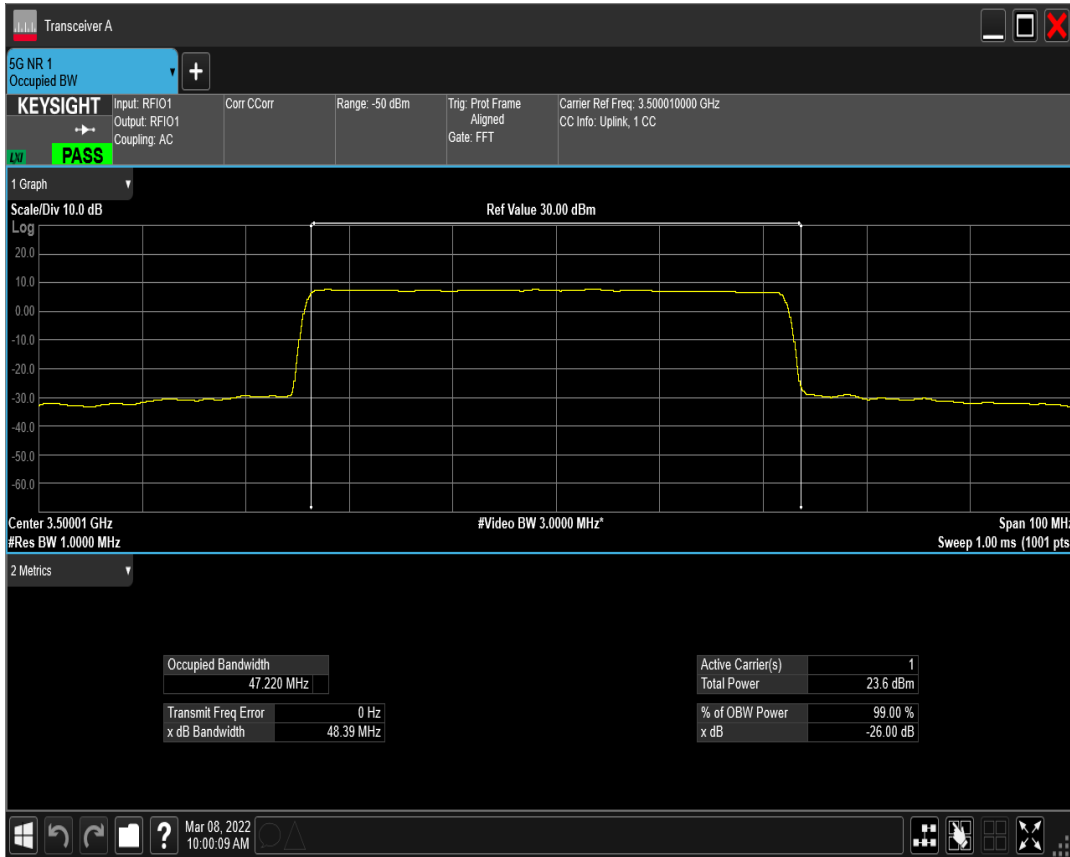 Transceiver A
5G NR 1
Occupied BW
+
KEYSIGHT
LXI
PASS
Input: RFIO1
Output: RFIO1
Coupling: AC
Corr CCorr
Range: -50 dBm
Trig: Prot Frame
Aligned
Gate: FFT
Carrier Ref Freq: 3.500010000 GHz
CC Info: Uplink, 1 CC
1 Graph
Scale/Div 10.0 dB
Ref Value 30.00 dBm
Log
20.0
10.0
0.00
-10.0
-20.0
-30.0
-40.0
-50.0
-60.0
Center 3.50001 GHz
#Video BW 3.0000 MHz*
Span 100 MHz
#Res BW 1.0000 MHz
Sweep 1.00 ms (1001 pts
2 Metrics
Occupied Bandwidth
47.220 MHz
Transmit Freq Error 0 Hz
x dB Bandwidth 48.39 MHz
Active Carrier(s) 1
Total Power 23.6 dBm
% of OBW Power 99.00 %
x dB -26.00 dB
?
Mar 08, 2022
10:00:09 AM